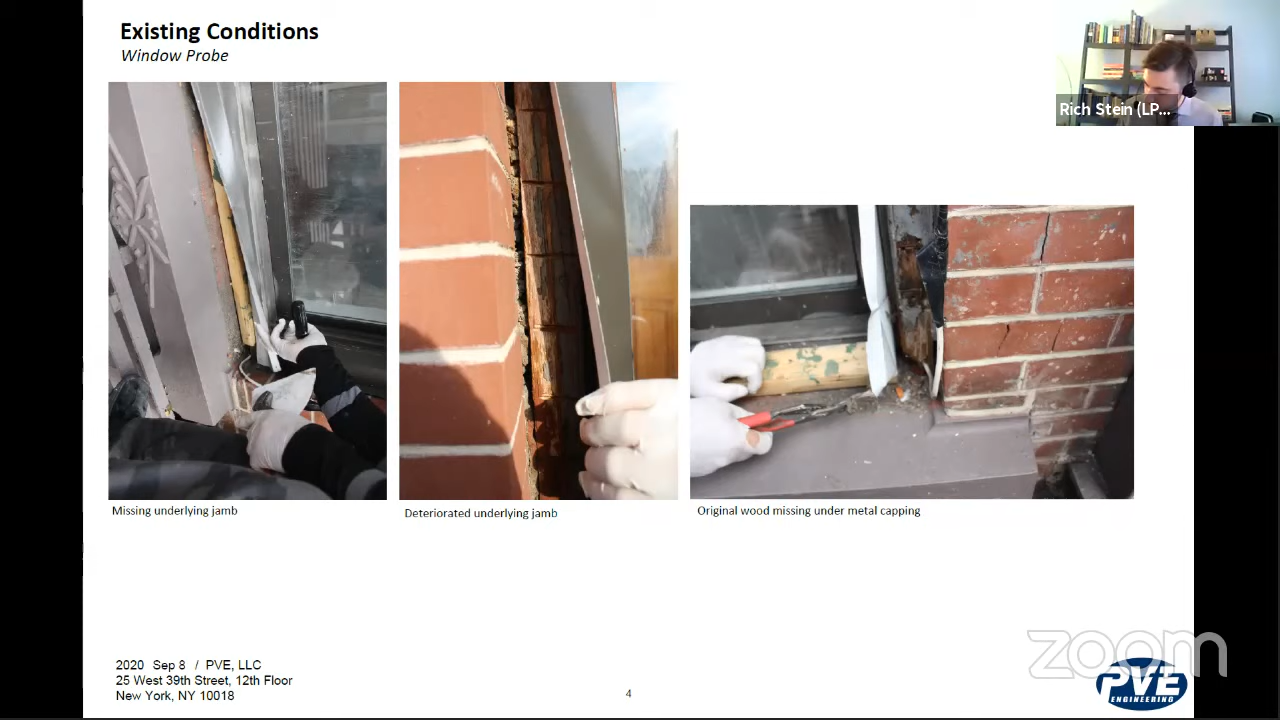 Existing Conditions
Window Probe
Rich Stein (LP...
Missing underlying jamb
Deteriorated underlying jamb
Original wood missing under metal capping
2020 Sep 8 / PVE, LLC
25 West 39th Street, 12th Floor
New York, NY 10018
4
zoom
PVE
ENGINEERING